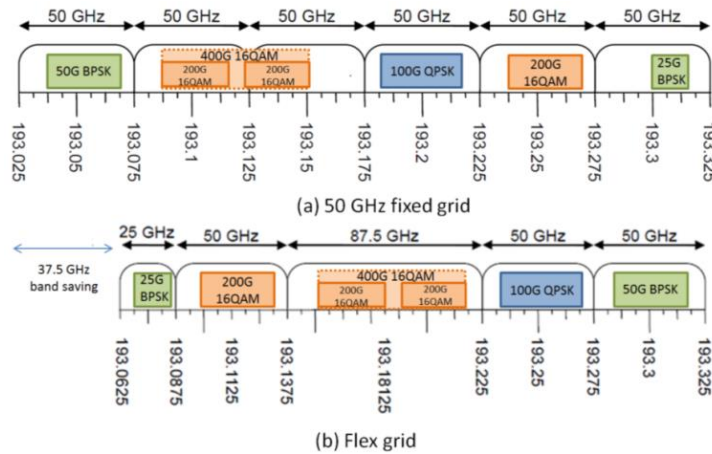 50 GHz 50 GHz 50 GHz 50 GHz 50 GHz 50 GHz
50G BPSK
400G 16QAM
200G 16QAM
200G 16QAM
100G QPSK
200G 16QAM
25G BPSK
193.025 193.05 193.075 193.1 193.125 193.15 193.175 193.2 193.225 193.25 193.275 193.3 193.325
(a) 50 GHz fixed grid
25 GHz 50 GHz 87.5 GHz 50 GHz 50 GHz
37.5 GHz
band saving
25G BPSK
200G 16QAM
400G 16QAM
200G 16QAM
200G 16QAM
100G QPSK
50G BPSK
193.0625 193.0875 193.1125 193.1375 193.18125 193.225 193.25 193.275 193.3 193.325
(b) Flex grid